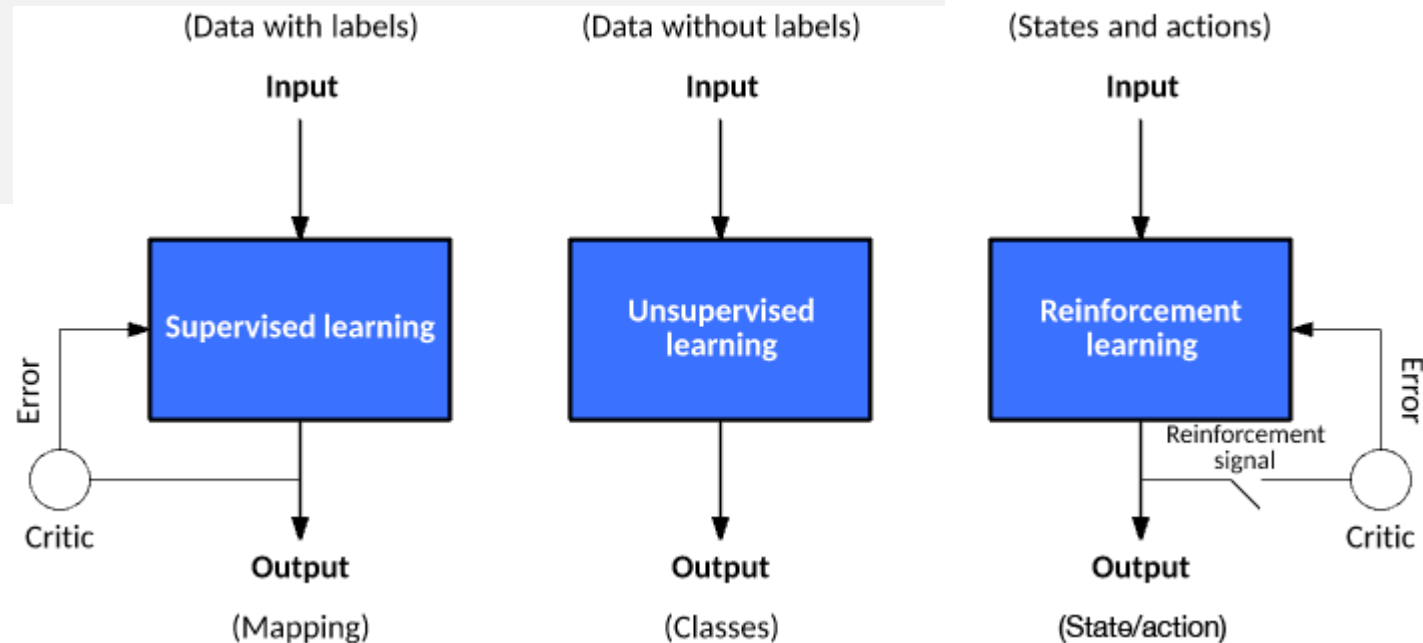 (Data with labels)
(Data without labels)
(States and actions)
Input
Input
Input
Supervised learning
Unsupervised
learning
Reinforcement
learning
Error
Error
Reinforcement
signal
Critic
Critic
Output
Output
Output
(Mapping)
(Classes)
(State/action)